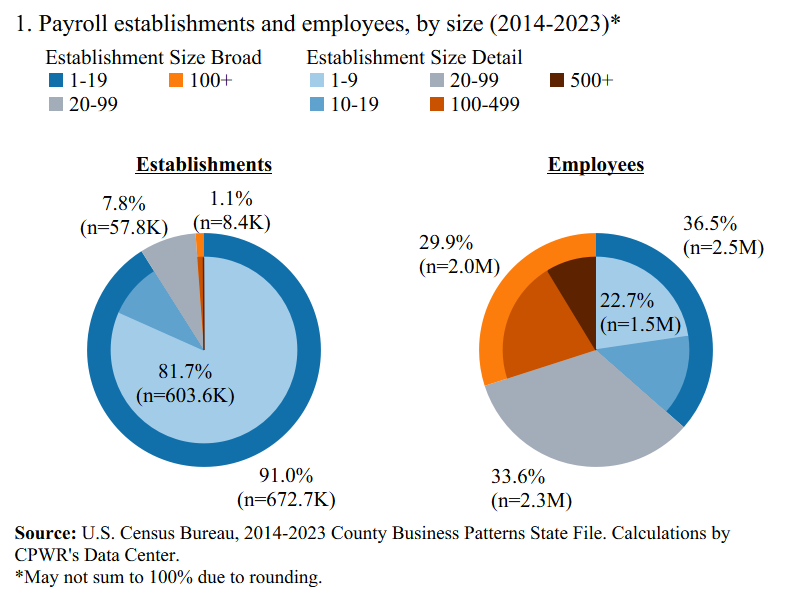 1. Payroll establishments and employees, by size (2014-2023)*
Establishment Size Broad
1-19
100+
20-99
Establishment Size Detail
1-9
20-99
500+
10-19
100-499
Establishments
7.8%
(n=57.8K)
1.1%
(n=8.4K)
81.7%
(n=603.6K)
91.0%
(n=672.7K)
Employees
29.9%
(n=2.0M)
36.5%
(n=2.5M)
22.7%
(n=1.5M)
33.6%
(n=2.3M)
Source: U.S. Census Bureau, 2014-2023 County Business Patterns State File. Calculations by
CPWR's Data Center.
*May not sum to 100% due to rounding.